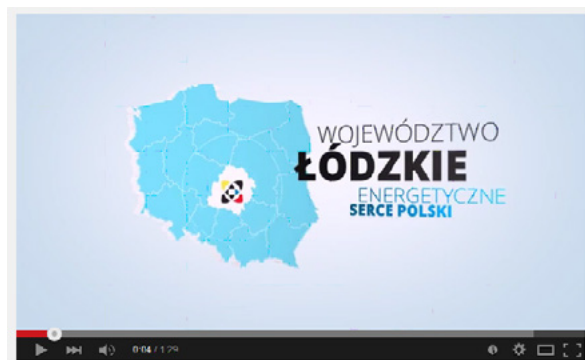 WOJEWÓDZTWO
ŁÓDZKIE
ENERGETYCZNE
SERCE POLSKI
0:04 / 1:29